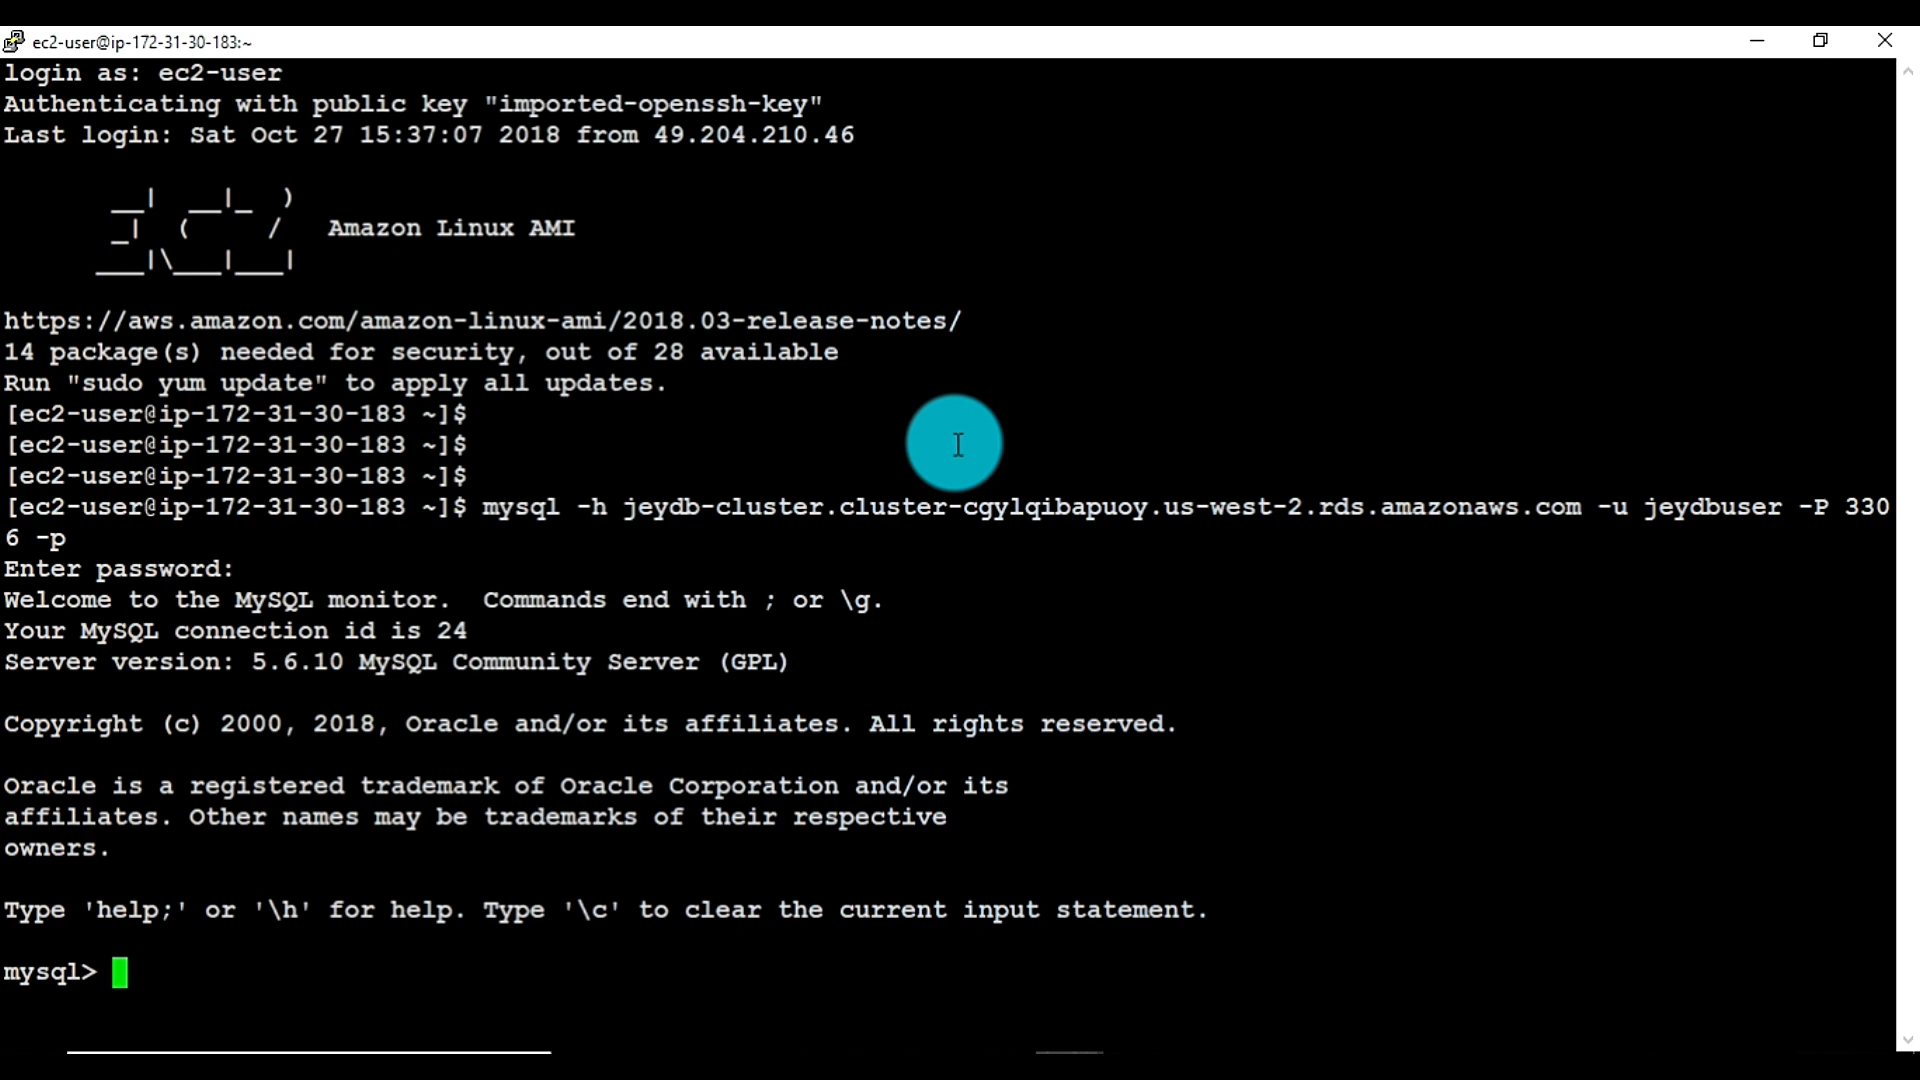 ec2-user@ip-172-31-30-183:~
login as: ec2-user
Authenticating with public key "imported-openssh-key"
Last login: Sat Oct 27 15:37:07 2018 from 49.204.210.46
       __|  __|_  )
       _|  (     /   Amazon Linux AMI
      ___|\___|___|
https://aws.amazon.com/amazon-linux-ami/2018.03-release-notes/
14 package(s) needed for security, out of 28 available
Run "sudo yum update" to apply all updates.
[ec2-user@ip-172-31-30-183 ~]$
[ec2-user@ip-172-31-30-183 ~]$
[ec2-user@ip-172-31-30-183 ~]$
[ec2-user@ip-172-31-30-183 ~]$ mysql -h jeydb-cluster.cluster-cgylqibapuoy.us-west-2.rds.amazonaws.com -u jeydbuser -P 330
6 -p
Enter password:
Welcome to the MySQL monitor.  Commands end with ; or \g.
Your MySQL connection id is 24
Server version: 5.6.10 MySQL Community Server (GPL)
Copyright (c) 2000, 2018, Oracle and/or its affiliates. All rights reserved.
Oracle is a registered trademark of Oracle Corporation and/or its
affiliates. Other names may be trademarks of their respective
owners.
Type 'help;' or '\h' for help. Type '\c' to clear the current input statement.
mysql>